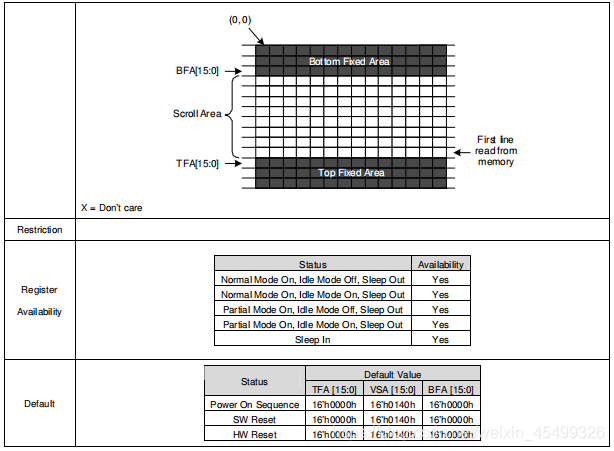 (0, 0)
Bottom Fixed Area
BFA[15:0]
Scroll Area
First line
read from
memory
TFA[15:0]
Top Fixed Area
X = Don't care
Restriction
Register
Availability
Status Availability
Normal Mode On, Idle Mode Off, Sleep Out Yes
Normal Mode On, Idle Mode On, Sleep Out Yes
Partial Mode On, Idle Mode Off, Sleep Out Yes
Partial Mode On, Idle Mode On, Sleep Out Yes
Sleep In Yes
Default
Status Default Value
TFA [15:0] VSA [15:0] BFA [15:0]
Power On Sequence 16'h0000h 16'h0140h 16'h0000h
SW Reset 16'h0000h 16'h0140h 16'h0000h
HW Reset 16'h0000h 16'h0140h 16'h0000h
weixin_45499326